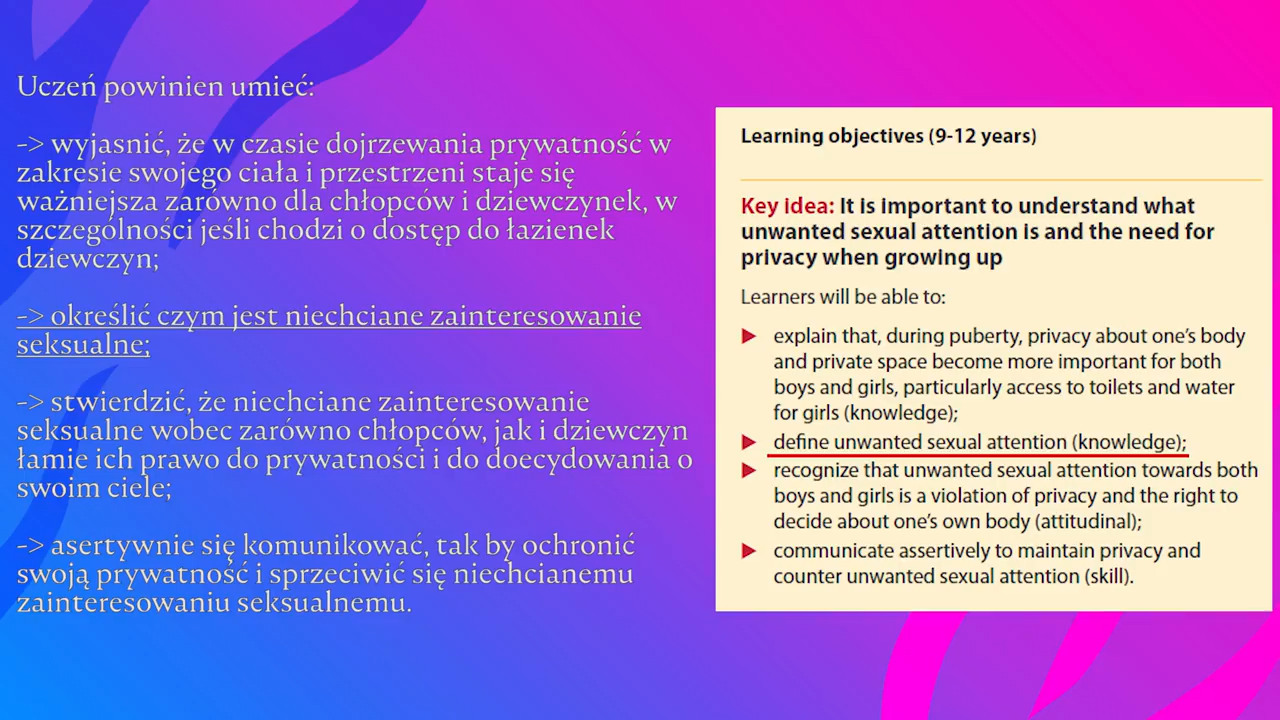 Uczeń powinien umieć:
-> wyjasnić, że w czasie dojrzewania prywatność w
zakresie swojego ciała i przestrzeni staje się
ważniejsza zarówno dla chłopców i dziewczynek, w
szczególności jeśli chodzi o dostęp do łazienek
dziewczyn;
-> określić czym jest niechciane zainteresowanie
seksualne;
-> stwierdzić, że niechciane zainteresowanie
seksualne wobec zarówno chłopców, jak i dziewczyn
łamie ich prawo do prywatności i do doecydowania o
swoim ciele;
-> asertywnie się komunikować, tak by ochronić
swoją prywatność i sprzeciwić się niechcianemu
zainteresowaniu seksualnemu.
Learning objectives (9-12 years)
Key idea: It is important to understand what
unwanted sexual attention is and the need for
privacy when growing up
Learners will be able to:
► explain that, during puberty, privacy about one’s body
and private space become more important for both
boys and girls, particularly access to toilets and water
for girls (knowledge);
► define unwanted sexual attention (knowledge);
► recognize that unwanted sexual attention towards both
boys and girls is a violation of privacy and the right to
decide about one’s own body (attitudinal);
► communicate assertively to maintain privacy and
counter unwanted sexual attention (skill).